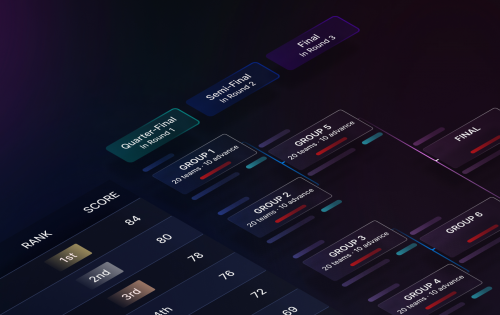 Final
in Round 3
Semi-Final
in Round 2
Quarter-Final
in Round 1
GROUP 1
20 teams · 10 advance
GROUP 5
20 teams · 10 advance
FINAL
GROUP 2
20 teams · 10 advance
GROUP 3
20 teams · 10 advance
GROUP 6
GROUP 4
20 teams · 10 advance
RANK
SCORE
1st
84
2nd
80
3rd
78
4th
76
72
69